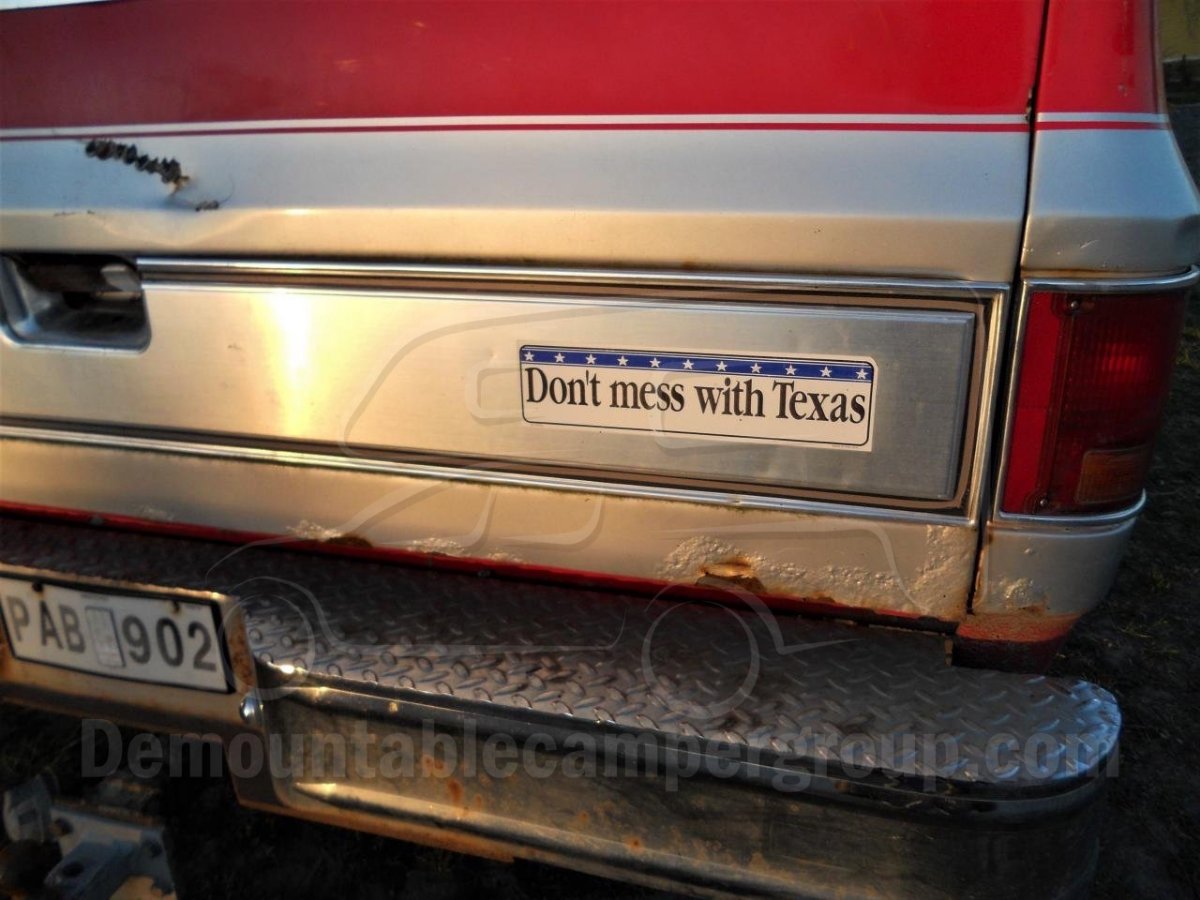 Don't mess with Texas
PAB 902
Demountablecampergroup.com